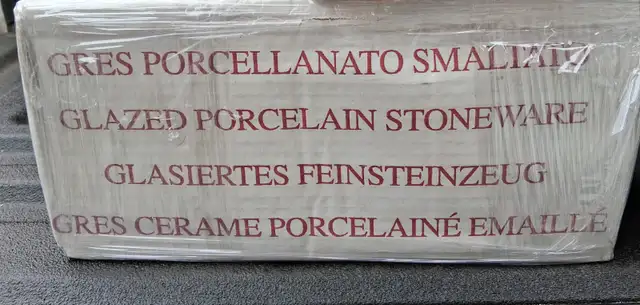 GRES PORCELLANATO SMALTATO
GLAZED PORCELAIN STONEWARE
GLASIERTES FEINSTEINZEUG
GRES CERAME PORCELAINÉ EMAILLÉ